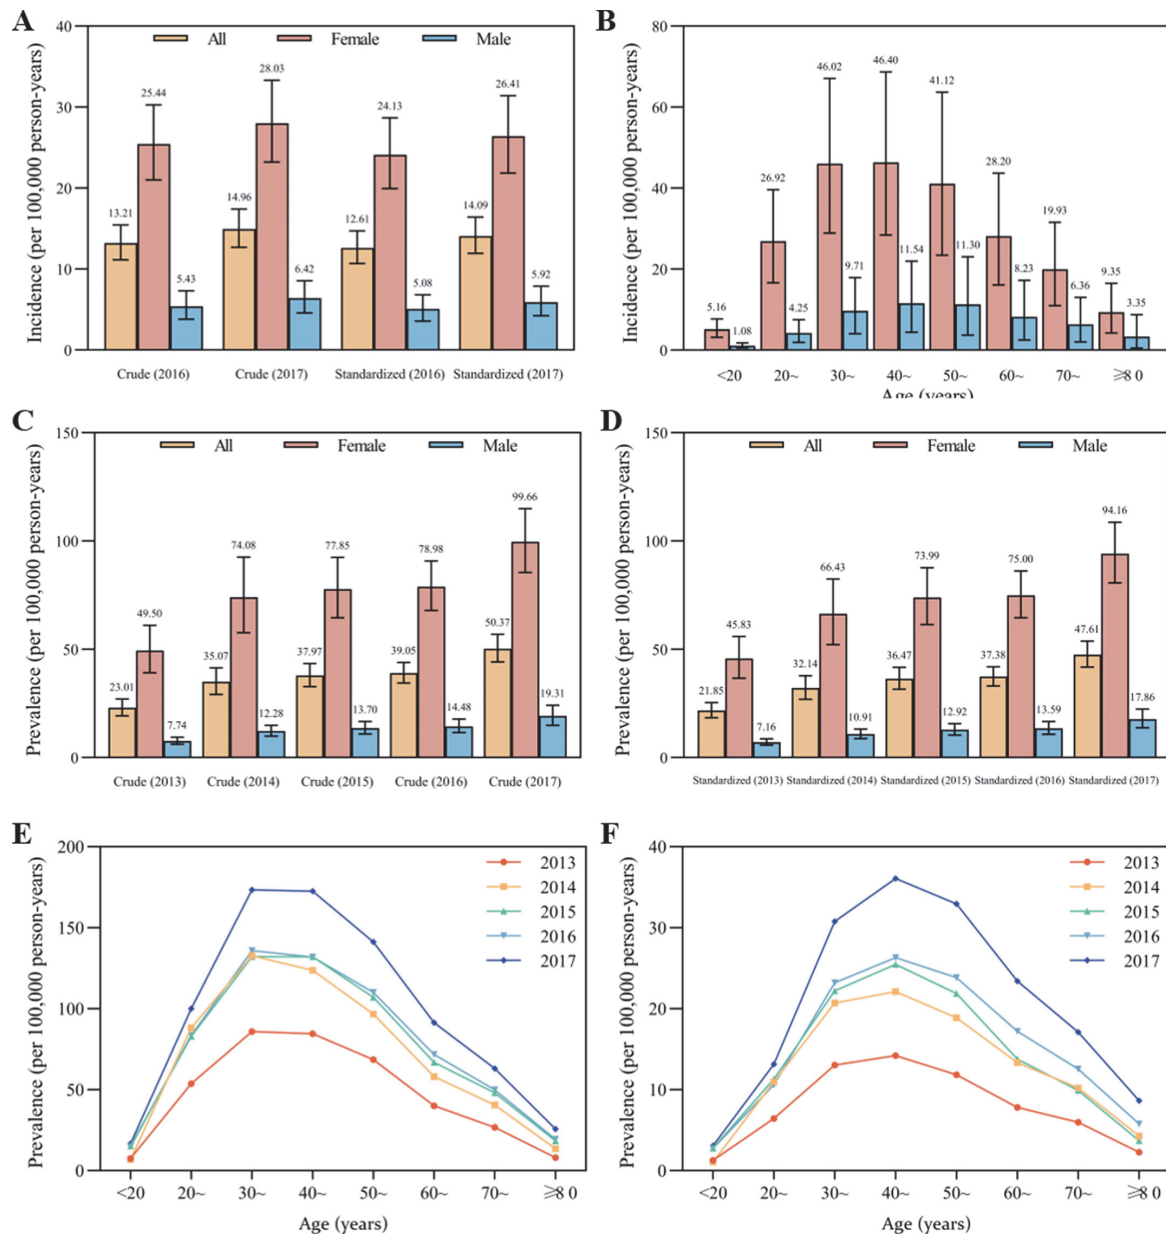 A
B
Incidence (per 100,000 person-years)
40
30
20
10
0
All Female Male
13.21 25.44 5.43
14.96 28.03 6.42
12.61 24.13 5.08
14.09 26.41 5.92
Crude (2016) Crude (2017) Standardized (2016) Standardized (2017)
Incidence (per 100,000 person-years)
80
60
40
20
0
5.16 1.08
26.92 4.25
46.02 9.71
46.40 11.54
41.12 11.30
28.20 8.23
19.93 6.36
9.35 3.35
<20 20~ 30~ 40~ 50~ 60~ 70~ ≥80
Age (years)
C
D
Prevalence (per 100,000 person-years)
150
100
50
0
All Female Male
23.01 49.50 7.74
35.07 74.08 12.28
37.97 77.85 13.70
39.05 78.98 14.48
50.37 99.66 19.31
Crude (2013) Crude (2014) Crude (2015) Crude (2016) Crude (2017)
Prevalence (per 100,000 person-years)
150
100
50
0
All Female Male
21.85 45.83 7.16
32.14 66.43 10.91
36.47 73.99 12.92
37.38 75.00 13.59
47.61 94.16 17.86
Standardized (2013) Standardized (2014) Standardized (2015) Standardized (2016) Standardized (2017)
E
F
Prevalence (per 100,000 person-years)
200
150
100
50
0
2013
2014
2015
2016
2017
<20 20~ 30~ 40~ 50~ 60~ 70~ ≥80
Age (years)
Prevalence (per 100,000 person-years)
40
30
20
10
0
2013
2014
2015
2016
2017
<20 20~ 30~ 40~ 50~ 60~ 70~ ≥80
Age (years)